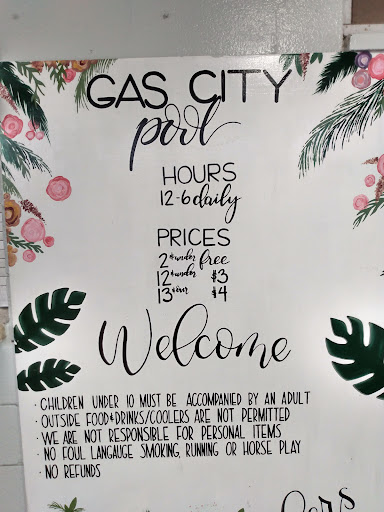 GAS CITY
pool
HOURS
12-6 daily
PRICES
2 & under free
12 & under $3
13 & over $4
Welcome
· CHILDREN UNDER 10 MUST BE ACCOMPANIED BY AN ADULT
· OUTSIDE FOOD & DRINKS/COOLERS ARE NOT PERMITTED
· WE ARE NOT RESPONSIBLE FOR PERSONAL ITEMS
· NO FOUL LANGAUGE SMOKING, RUNNING OR HORSE PLAY
· NO REFUNDS